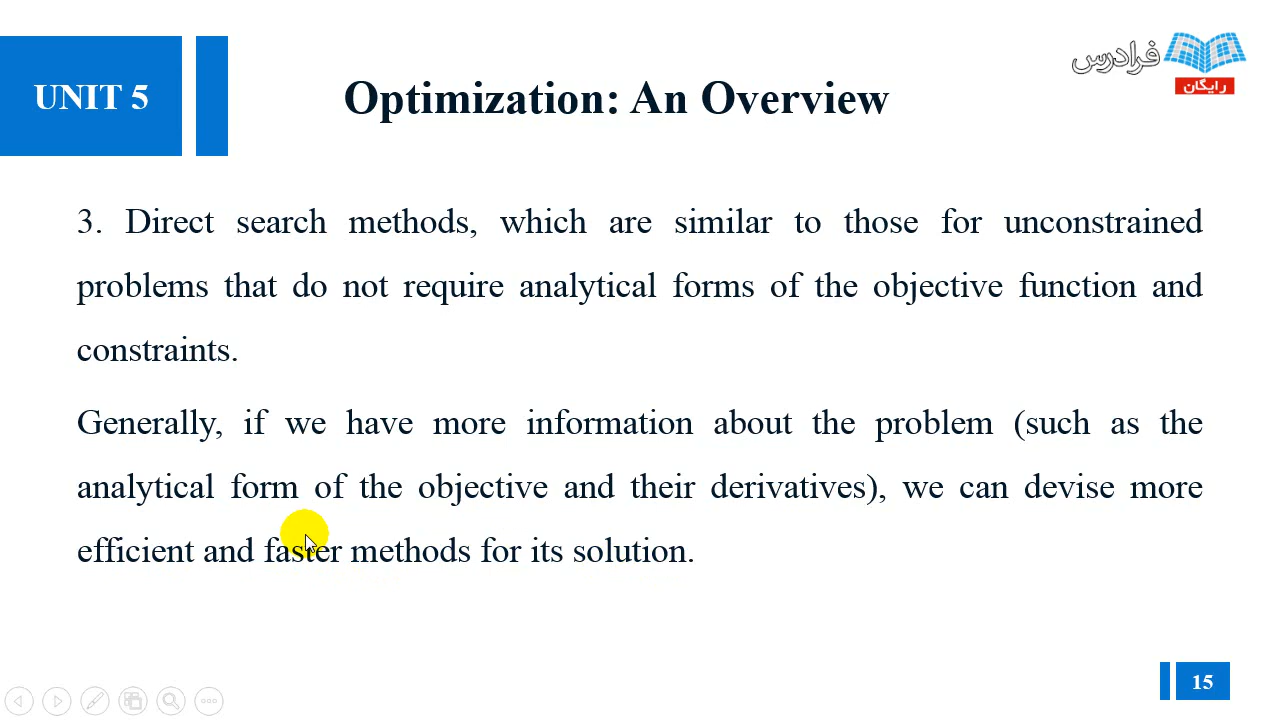 UNIT 5
Optimization: An Overview
فرادرس
رایگان
3. Direct search methods, which are similar to those for unconstrained
problems that do not require analytical forms of the objective function and
constraints.
Generally, if we have more information about the problem (such as the
analytical form of the objective and their derivatives), we can devise more
efficient and faster methods for its solution.
15